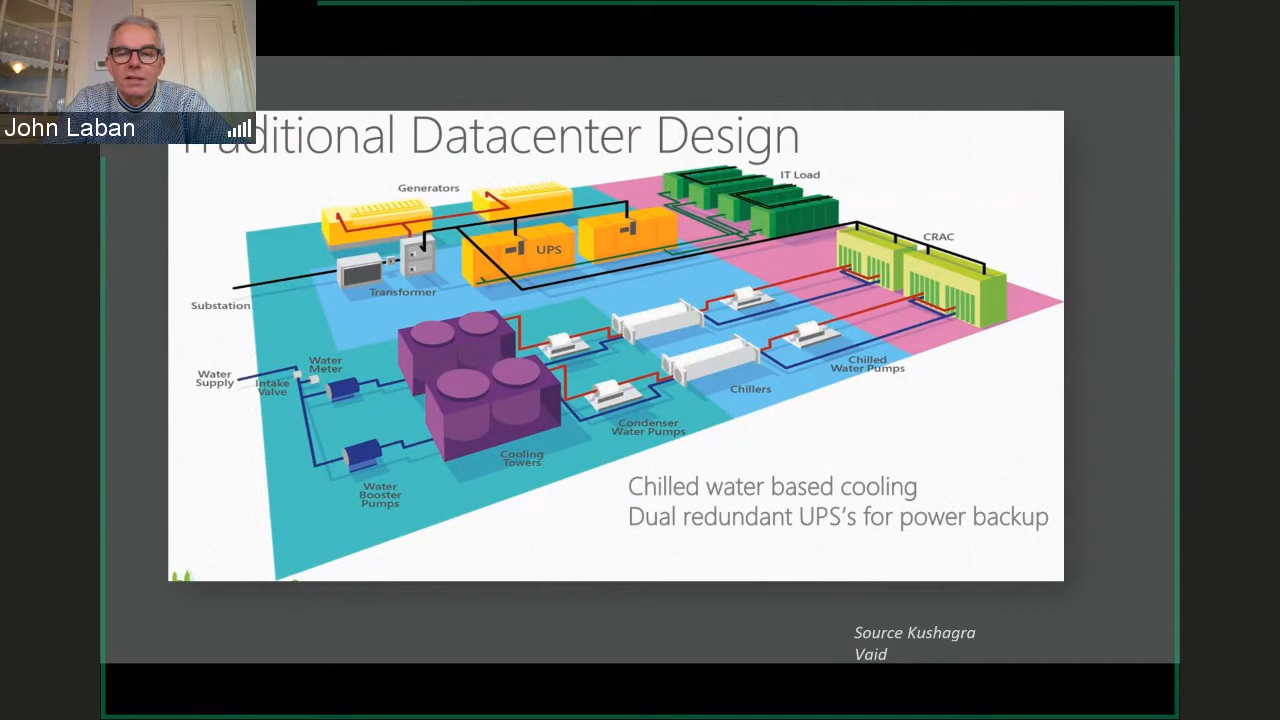 John Laban
ditional Datacenter Design
Generators
IT Load
CRAC
UPS
Transformer
Substation
Water
Meter
Water
Supply
Intake
Valve
Chilled
Water Pumps
Chillers
Condenser
Water Pumps
Cooling
Towers
Water
Booster
Pumps
Chilled water based cooling
Dual redundant UPS’s for power backup
Source Kushagra
Vaid